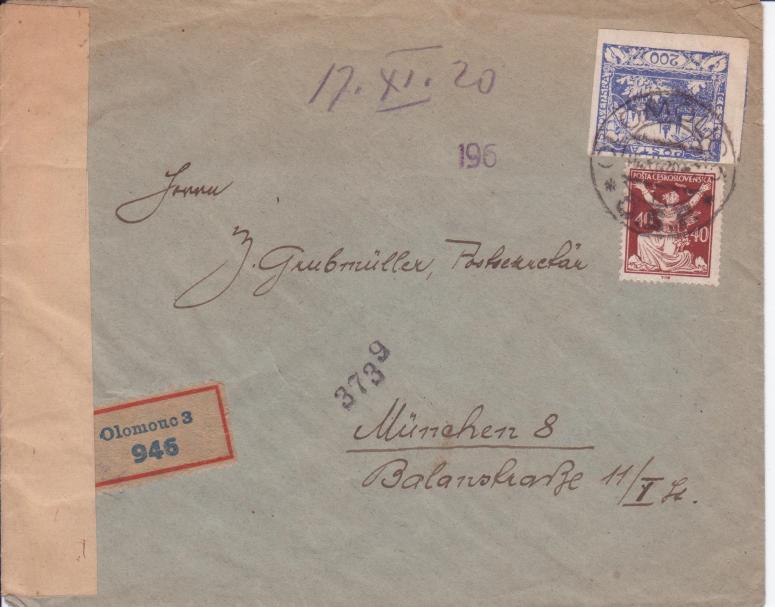 17. XI. 20
200
196
POŠTA ČESKOSLOVENSKÁ
40 40
Herrn
J. Grubmüller, Postsekretär
3739
Olomouc 3
946
München 8
Balanstraße 11/I